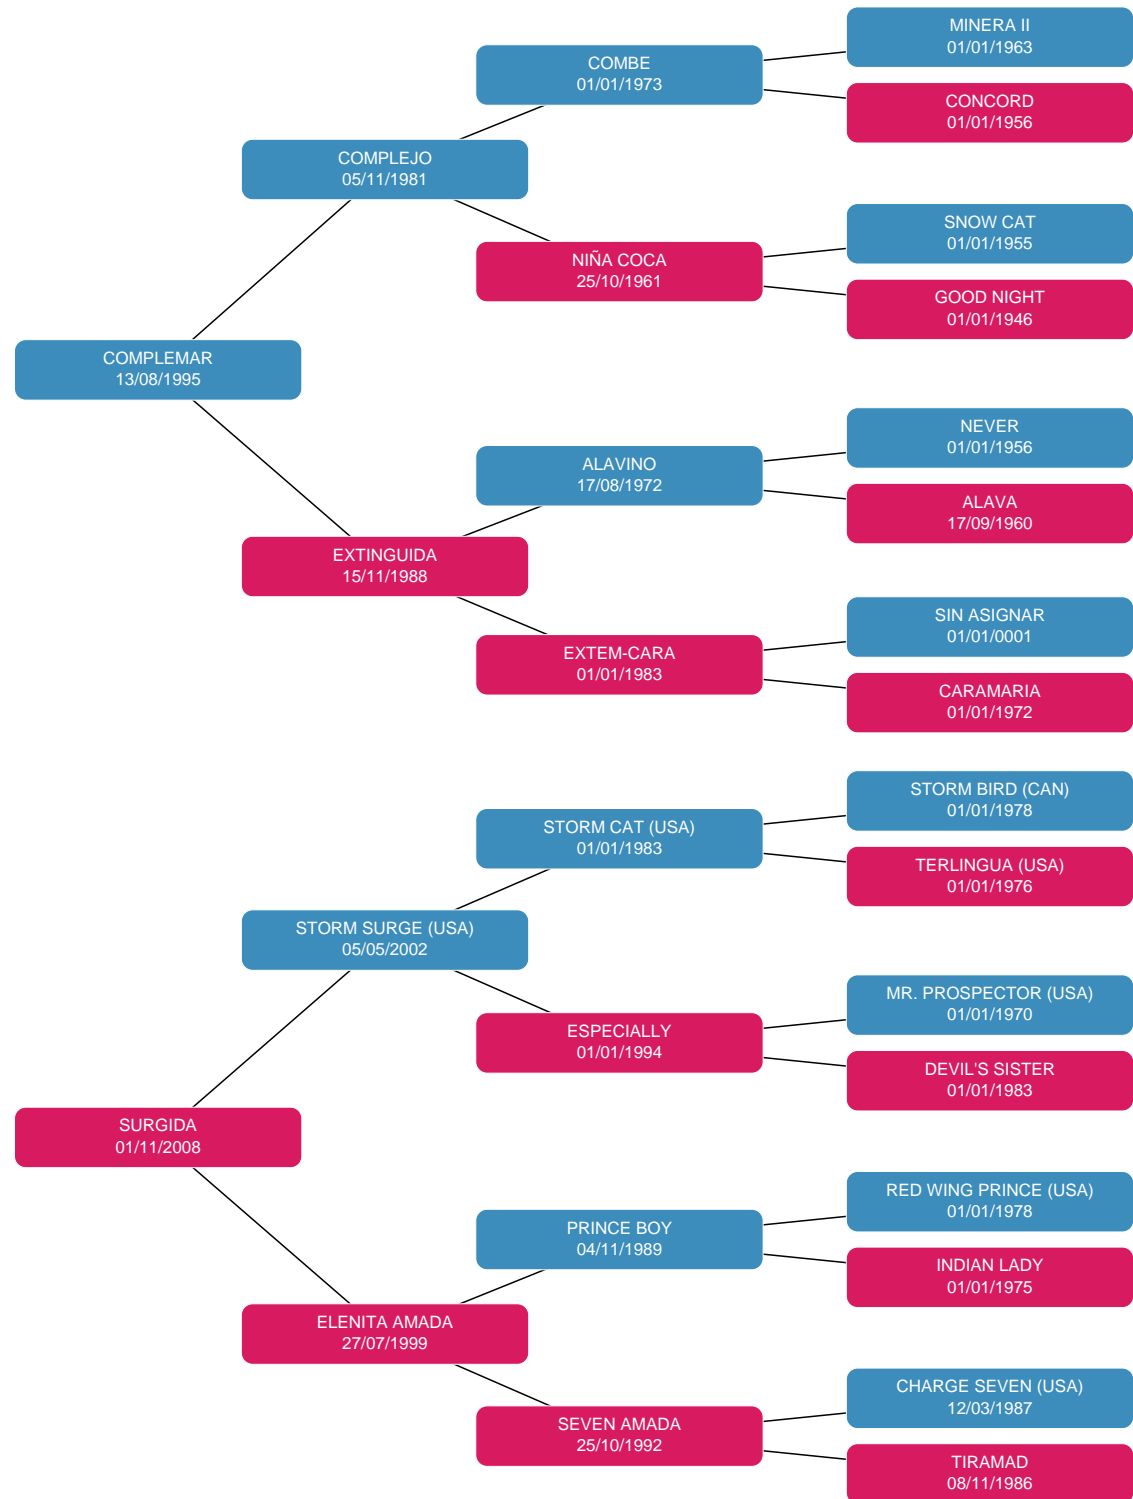 MINERA II
01/01/1963
COMBE
01/01/1973
CONCORD
01/01/1956
COMPLEJO
05/11/1981
SNOW CAT
01/01/1955
NIÑA COCA
25/10/1961
GOOD NIGHT
01/01/1946
COMPLEMAR
13/08/1995
NEVER
01/01/1956
ALAVINO
17/08/1972
ALAVA
17/09/1960
EXTINGUIDA
15/11/1988
SIN ASIGNAR
01/01/0001
EXTEM-CARA
01/01/1983
CARAMARIA
01/01/1972
STORM BIRD (CAN)
01/01/1978
STORM CAT (USA)
01/01/1983
TERLINGUA (USA)
01/01/1976
STORM SURGE (USA)
05/05/2002
MR. PROSPECTOR (USA)
01/01/1970
ESPECIALLY
01/01/1994
DEVIL'S SISTER
01/01/1983
SURGIDA
01/11/2008
RED WING PRINCE (USA)
01/01/1978
PRINCE BOY
04/11/1989
INDIAN LADY
01/01/1975
ELENITA AMADA
27/07/1999
CHARGE SEVEN (USA)
12/03/1987
SEVEN AMADA
25/10/1992
TIRAMAD
08/11/1986